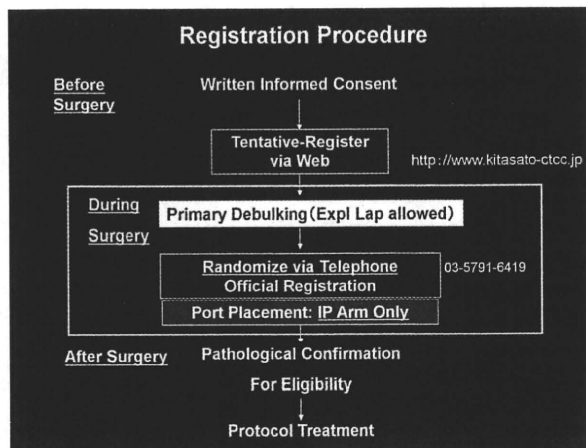 Registration Procedure
Before
Surgery
Written Informed Consent
Tentative-Register
via Web
http://www.kitasato-ctcc.jp
During
Surgery
Primary Debulking(Expl Lap allowed)
Randomize via Telephone
Official Registration
03-5791-6419
Port Placement: IP Arm Only
After Surgery
Pathological Confirmation
For Eligibility
Protocol Treatment